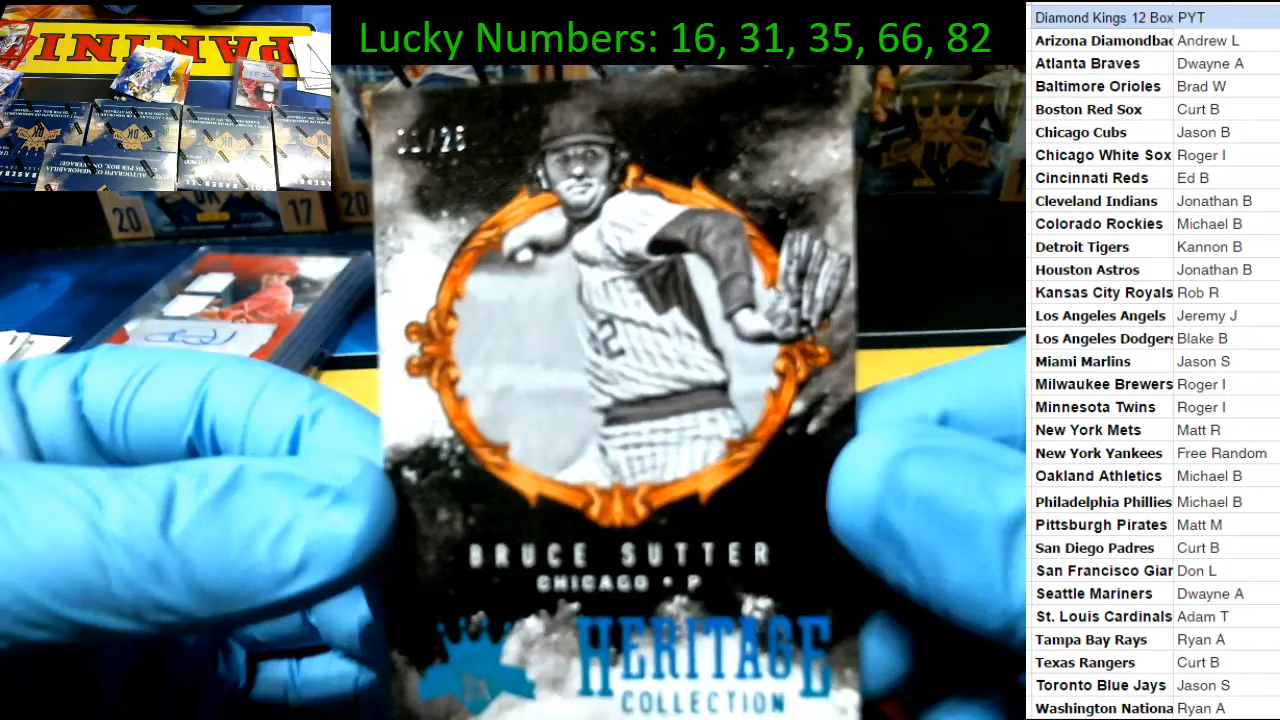 Lucky Numbers: 16, 31, 35, 66, 82
PANINI
20
17
20
BRUCE SUTTER
CHICAGO • P
HERITAGE
COLLECTION
Diamond Kings 12 Box PYT
Arizona Diamondbac Andrew L
Atlanta Braves Dwayne A
Baltimore Orioles Brad W
Boston Red Sox Curt B
Chicago Cubs Jason B
Chicago White Sox Roger I
Cincinnati Reds Ed B
Cleveland Indians Jonathan B
Colorado Rockies Michael B
Detroit Tigers Kannon B
Houston Astros Jonathan B
Kansas City Royals Rob R
Los Angeles Angels Jeremy J
Los Angeles Dodgers Blake B
Miami Marlins Jason S
Milwaukee Brewers Roger I
Minnesota Twins Roger I
New York Mets Matt R
New York Yankees Free Random
Oakland Athletics Michael B
Philadelphia Phillies Michael B
Pittsburgh Pirates Matt M
San Diego Padres Curt B
San Francisco Gian Don L
Seattle Mariners Dwayne A
St. Louis Cardinals Adam T
Tampa Bay Rays Ryan A
Texas Rangers Curt B
Toronto Blue Jays Jason S
Washington Nationa Ryan A